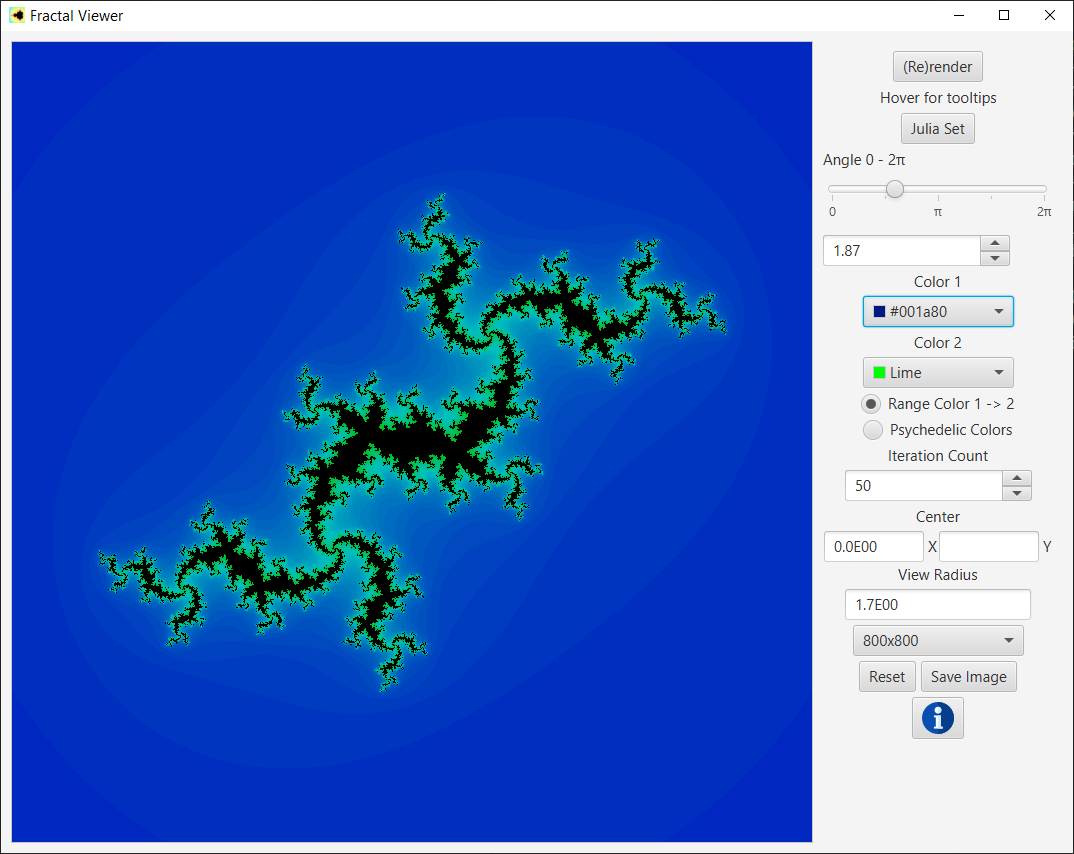 Fractal Viewer
(Re)render
Hover for tooltips
Julia Set
Angle 0 - 2π
0 π 2π
1.87
Color 1
#001a80
Color 2
Lime
Range Color 1 -> 2
Psychedelic Colors
Iteration Count
50
Center
0.0E00 X Y
View Radius
1.7E00
800x800
Reset Save Image
i